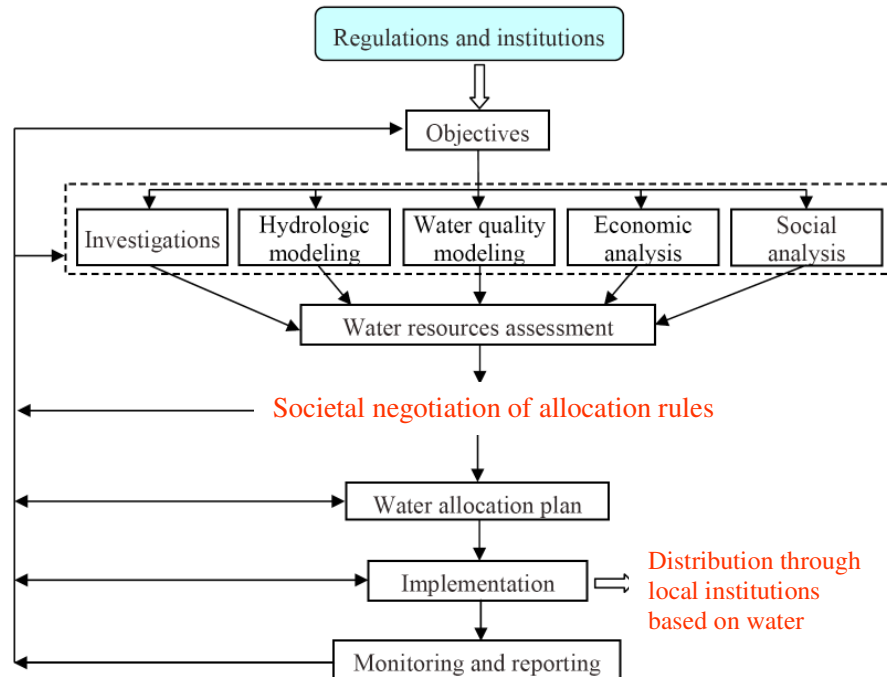 Regulations and institutions
Objectives
Investigations
Hydrologic
modeling
Water quality
modeling
Economic
analysis
Social
analysis
Water resources assessment
Societal negotiation of allocation rules
Water allocation plan
Implementation
Distribution through
local institutions
based on water
Monitoring and reporting